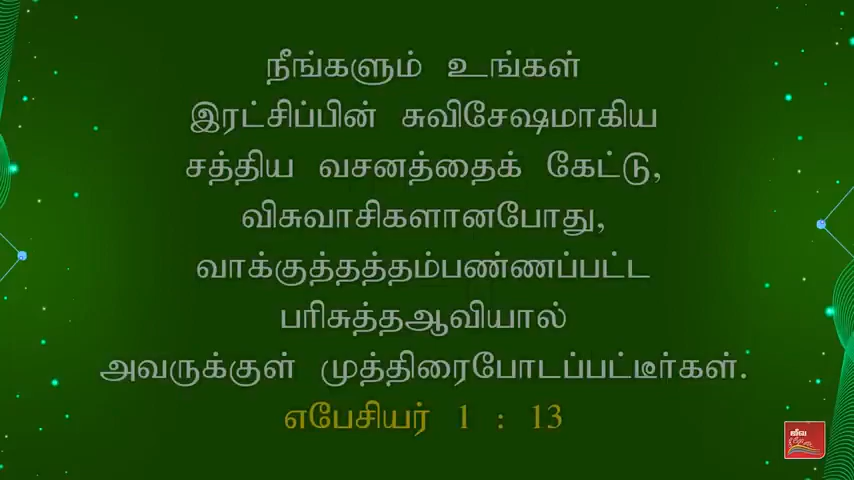 நீங்களும் உங்கள்
இரட்சிப்பின் சுவிசேஷமாகிய
சத்திய வசனத்தைக் கேட்டு,
விசுவாசிகளானபோது,
வாக்குத்தத்தம்பண்ணப்பட்ட
பரிசுத்தஆவியால்
அவருக்குள் முத்திரைபோடப்பட்டீர்கள்.
எபேசியர் 1 : 13